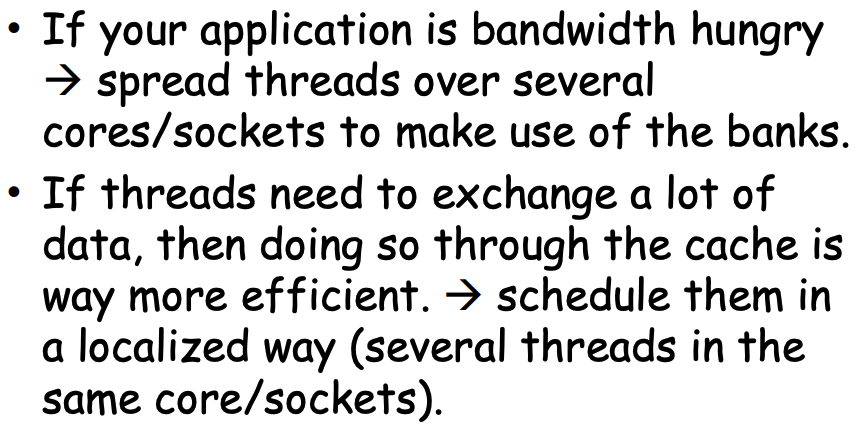 • If your application is bandwidth hungry
→ spread threads over several
cores/sockets to make use of the banks.
• If threads need to exchange a lot of
data, then doing so through the cache is
way more efficient. → schedule them in
a localized way (several threads in the
same core/sockets).